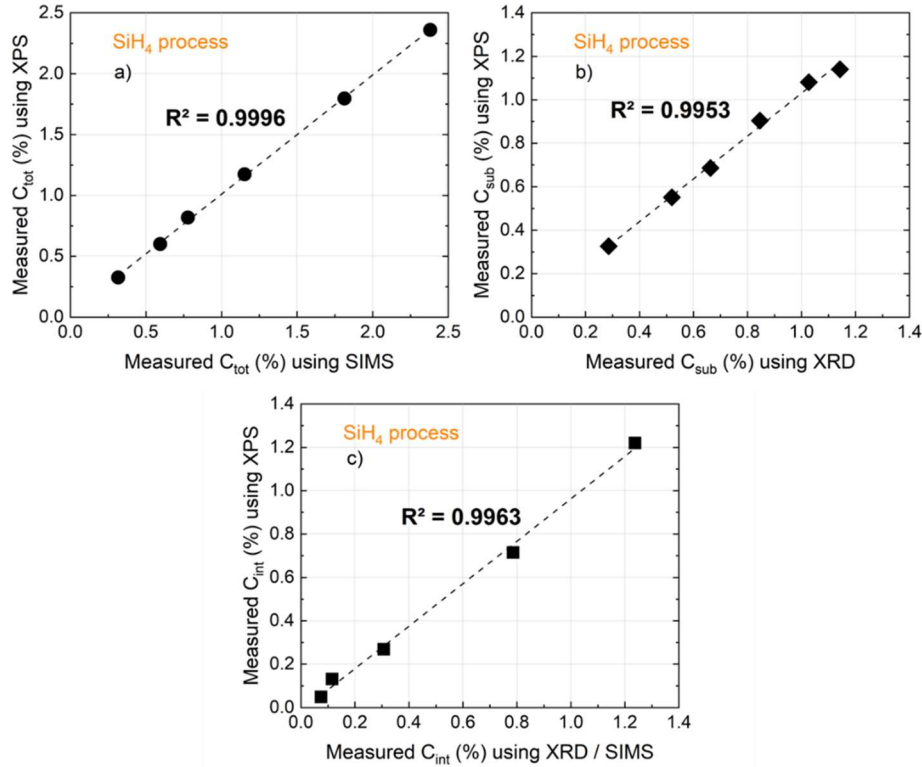 SiH₄ process
a)
R² = 0.9996
Measured Cₜₒₜ (%) using XPS
2.5
2.0
1.5
1.0
0.5
0.0
0.0 0.5 1.0 1.5 2.0 2.5
Measured Cₜₒₜ (%) using SIMS
SiH₄ process
b)
R² = 0.9953
Measured C_sub (%) using XPS
1.4
1.2
1.0
0.8
0.6
0.4
0.2
0.0
0.0 0.2 0.4 0.6 0.8 1.0 1.2 1.4
Measured C_sub (%) using XRD
SiH₄ process
c)
R² = 0.9963
Measured C_int (%) using XPS
1.4
1.2
1.0
0.8
0.6
0.4
0.2
0.0
0.0 0.2 0.4 0.6 0.8 1.0 1.2 1.4
Measured C_int (%) using XRD / SIMS